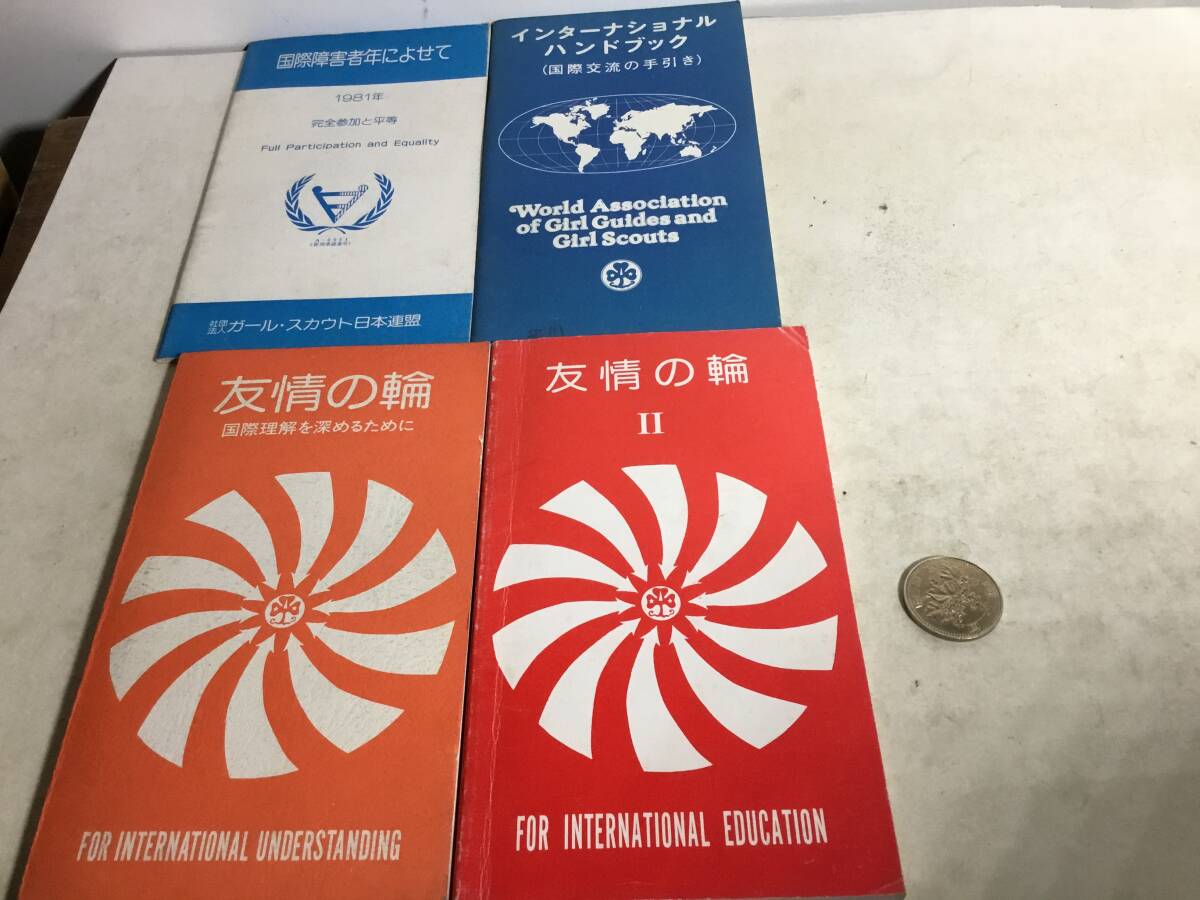 国際障害者年によせて
1981年
完全参加と平等
Full Participation and Equality
社団法人 ガール・スカウト日本連盟
インターナショナル
ハンドブック
(国際交流の手引き)
World Association
of Girl Guides and
Girl Scouts
友情の輪
国際理解を深めるために
FOR INTERNATIONAL UNDERSTANDING
友情の輪
II
FOR INTERNATIONAL EDUCATION